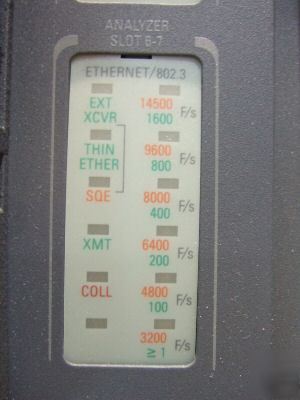 ANALYZER
SLOT 6-7
ETHERNET/802.3
EXT
XCVR
14500
1600
F/s
THIN
ETHER
9600
800
F/s
SQE
8000
400
F/s
XMT
6400
200
F/s
COLL
4800
100
F/s
3200
≥ 1
F/s